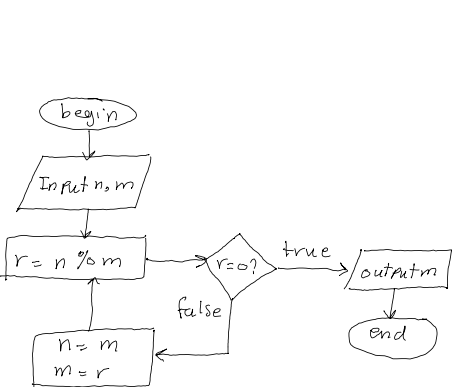 begin
Input n, m
r = n % m
r=0?
true
output m
end
false
n = m
m = r